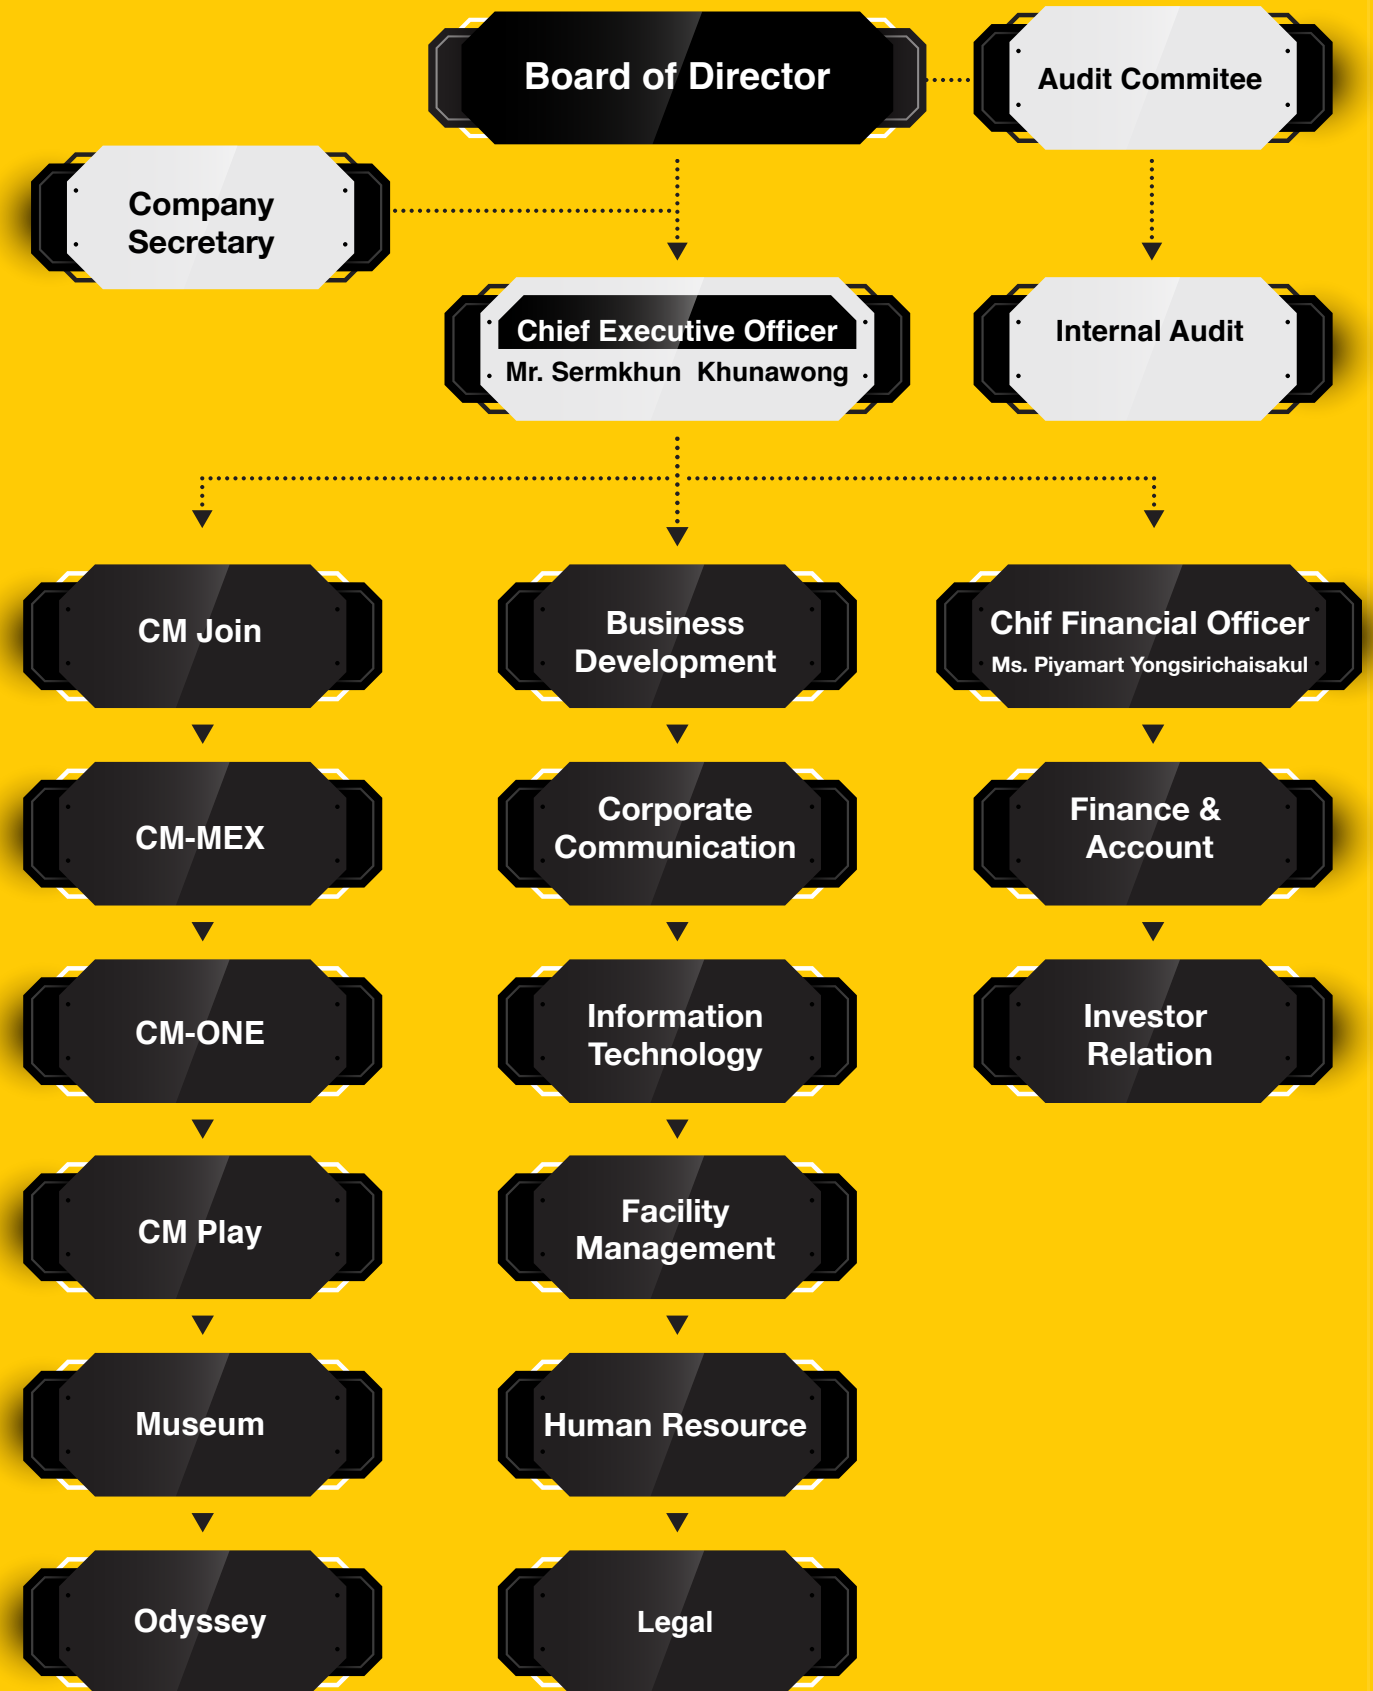 Board of Director
Audit Commitee
Company
Secretary
Chief Executive Officer
Mr. Sermkhun Khunawong
Internal Audit
CM Join
Business
Development
Chif Financial Officer
Ms. Piyamart Yongsirichaisakul
CM-MEX
Corporate
Communication
Finance &
Account
CM-ONE
Information
Technology
Investor
Relation
CM Play
Facility
Management
Museum
Human Resource
Odyssey
Legal